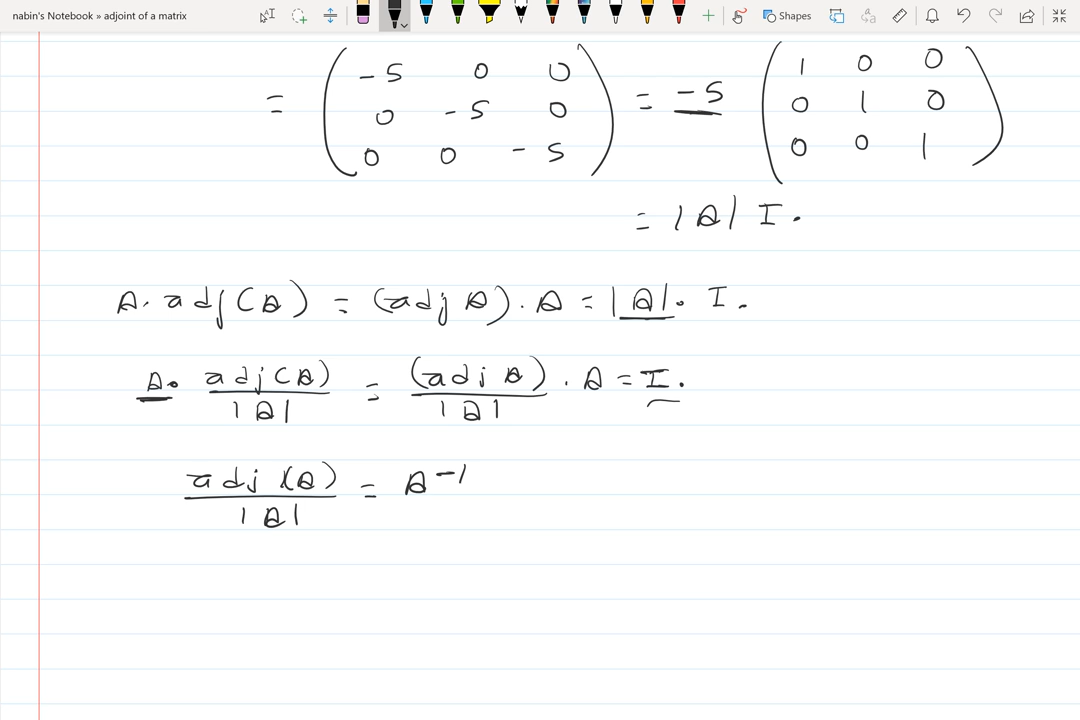 nabin's Notebook » adjoint of a matrix
Shapes
= ( -5 0 0 ) = -5 ( 1 0 0 )
0 -5 0 0 1 0
0 0 -5 0 0 1
= |A| I.
A. adj(A) = (adj A). A = |A|. I.
A. adj(A) / |A| = (adj A) / |A| . A = I.
adj (A) / |A| = A⁻¹